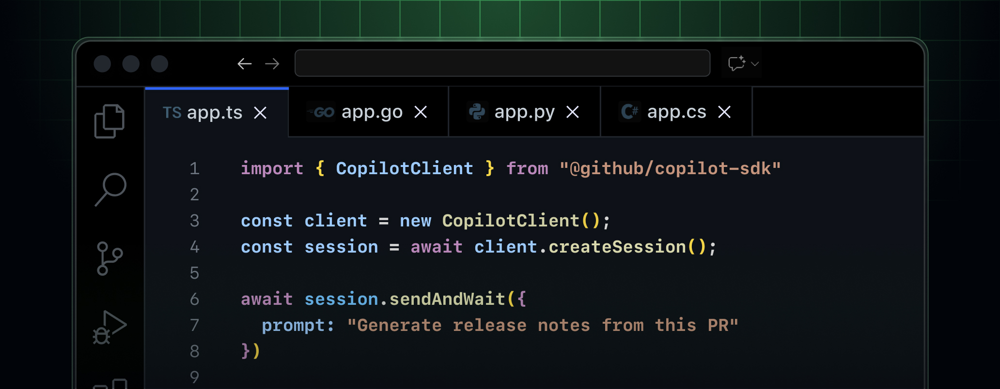 TS app.ts
GO app.go
app.py
C# app.cs
1 import { CopilotClient } from "@github/copilot-sdk"
2
3 const client = new CopilotClient();
4 const session = await client.createSession();
5
6 await session.sendAndWait({
7   prompt: "Generate release notes from this PR"
8 })
9